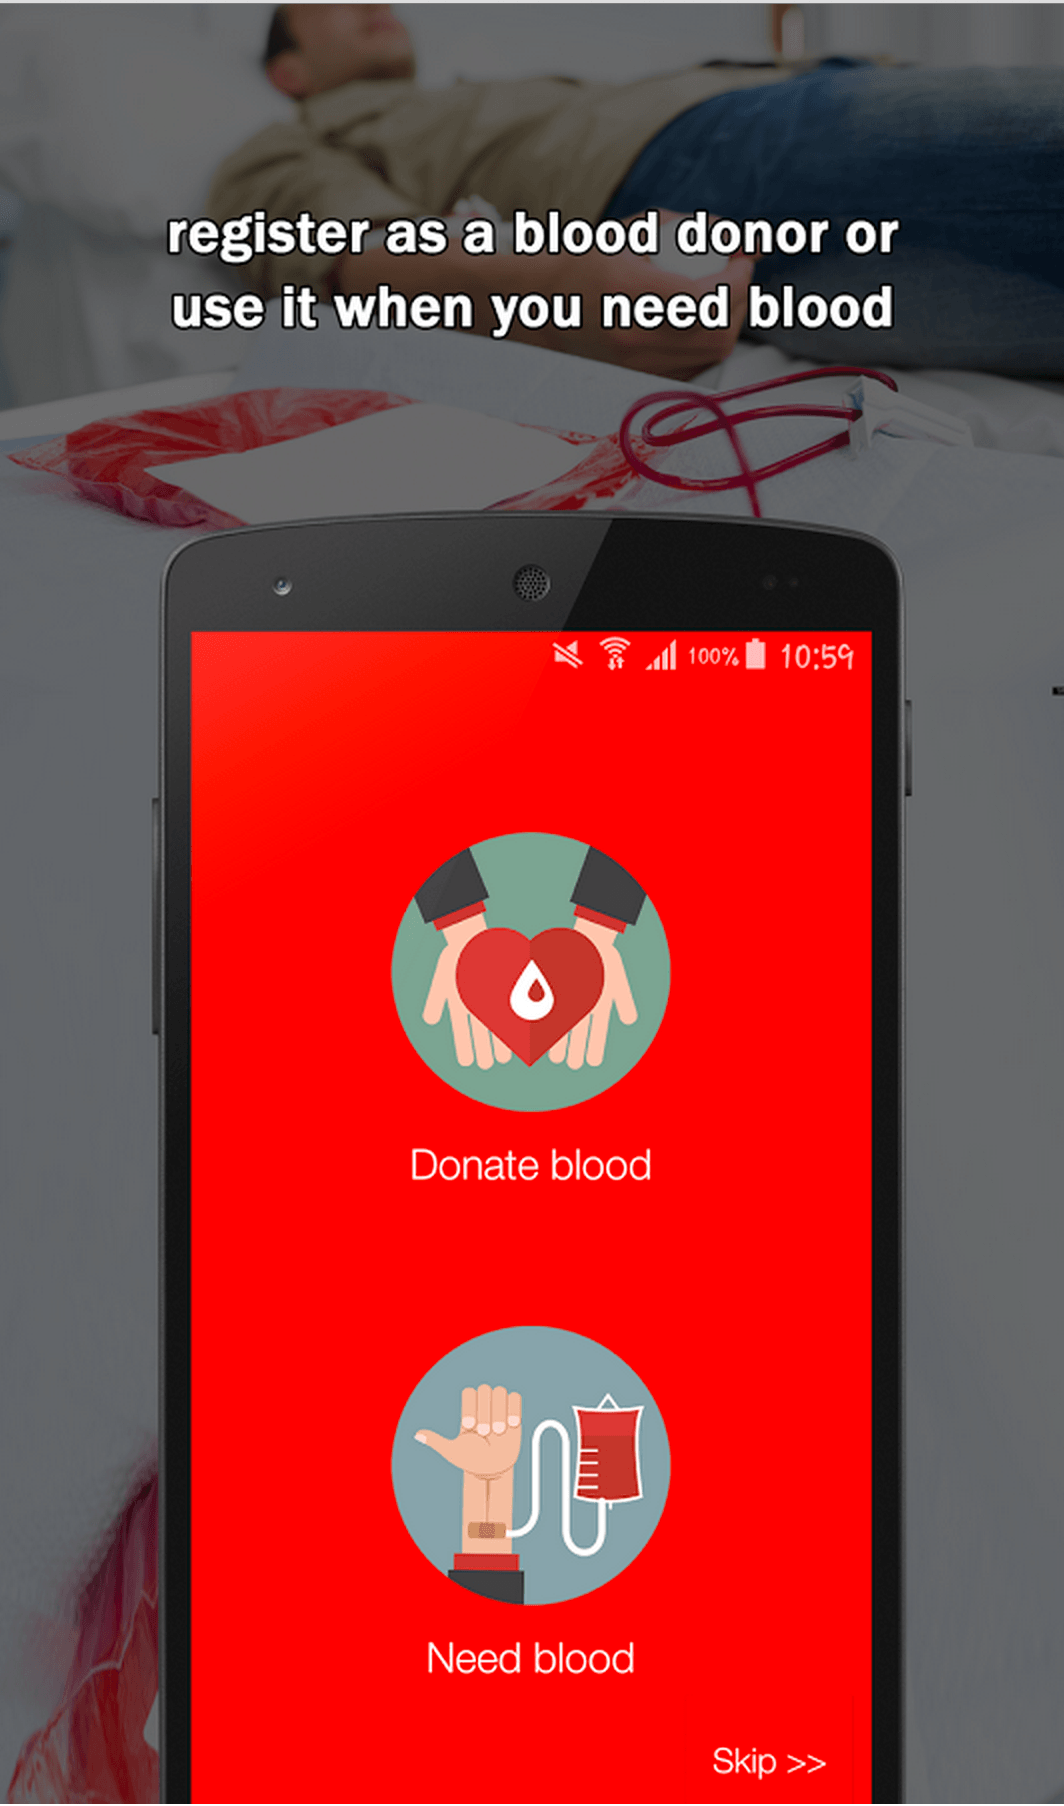 register as a blood donor or
use it when you need blood
100% 10:59
Donate blood
Need blood
Skip >>